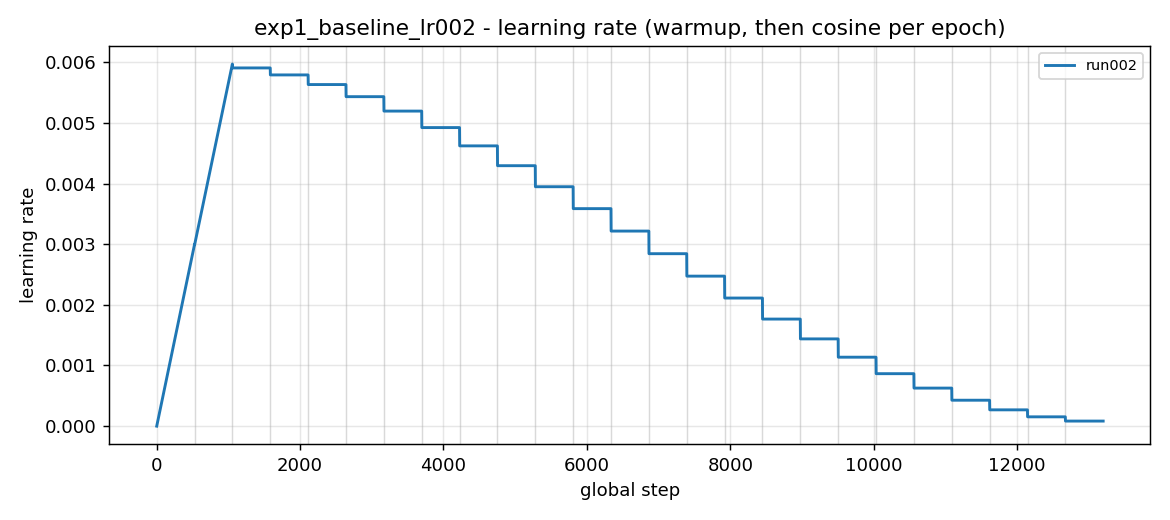 exp1_baseline_lr002 - learning rate (warmup, then cosine per epoch)
run002
learning rate
0.006
0.005
0.004
0.003
0.002
0.001
0.000
0 2000 4000 6000 8000 10000 12000
global step